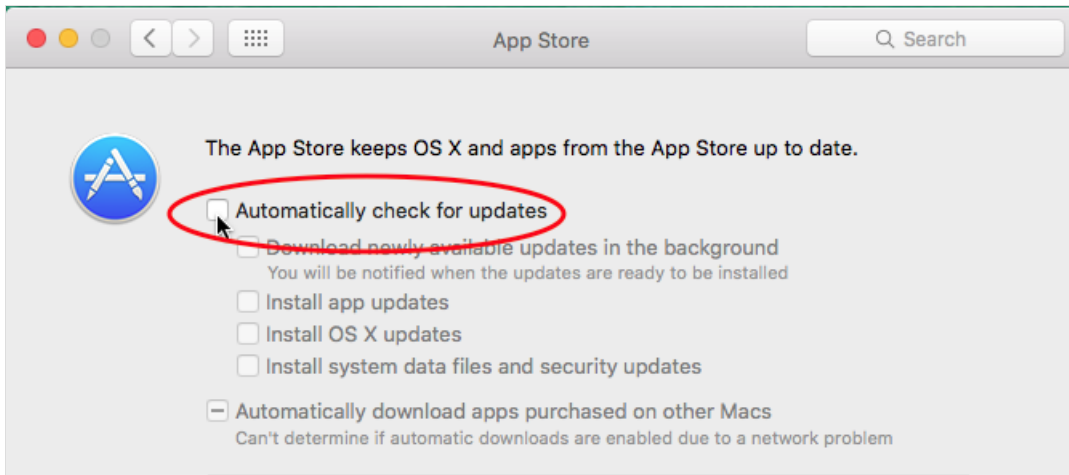 App Store
Search
The App Store keeps OS X and apps from the App Store up to date.
Automatically check for updates
Download newly available updates in the background
You will be notified when the updates are ready to be installed
Install app updates
Install OS X updates
Install system data files and security updates
Automatically download apps purchased on other Macs
Can't determine if automatic downloads are enabled due to a network problem